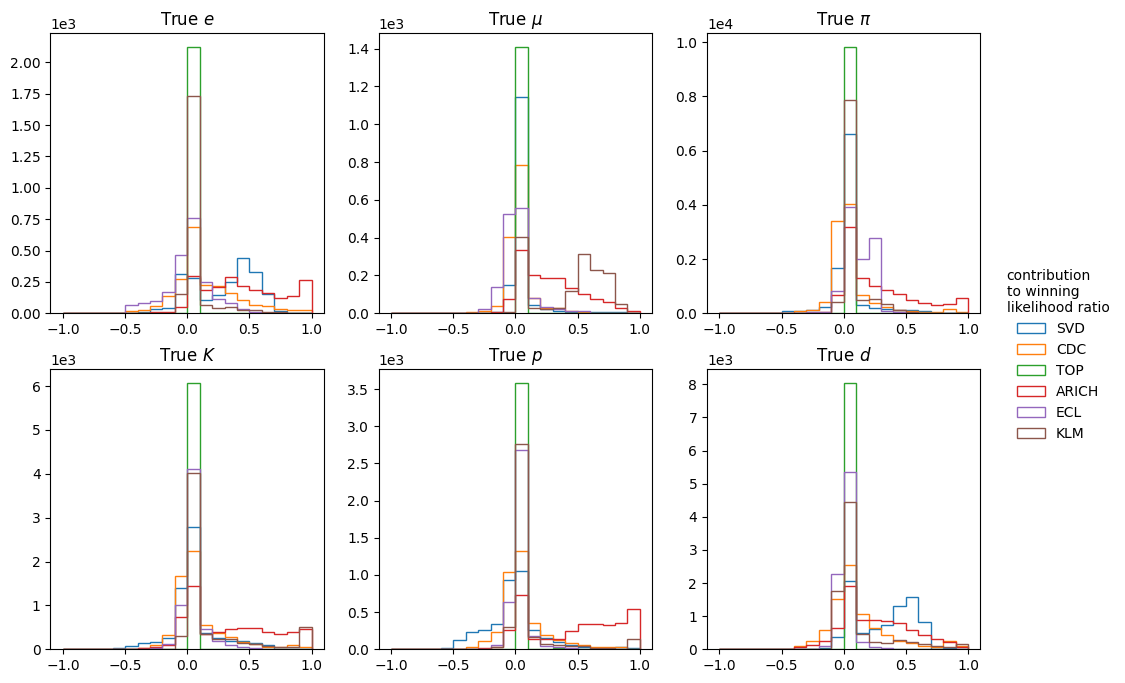 True e
1e3
2.00
1.75
1.50
1.25
1.00
0.75
0.50
0.25
0.00
−1.0 −0.5 0.0 0.5 1.0
True μ
1e3
1.4
1.2
1.0
0.8
0.6
0.4
0.2
0.0
−1.0 −0.5 0.0 0.5 1.0
True π
1e4
1.0
0.8
0.6
0.4
0.2
0.0
−1.0 −0.5 0.0 0.5 1.0
True K
1e3
6
5
4
3
2
1
0
−1.0 −0.5 0.0 0.5 1.0
True p
1e3
3.5
3.0
2.5
2.0
1.5
1.0
0.5
0.0
−1.0 −0.5 0.0 0.5 1.0
True d
1e3
8
7
6
5
4
3
2
1
0
−1.0 −0.5 0.0 0.5 1.0
contribution
to winning
likelihood ratio
SVD
CDC
TOP
ARICH
ECL
KLM